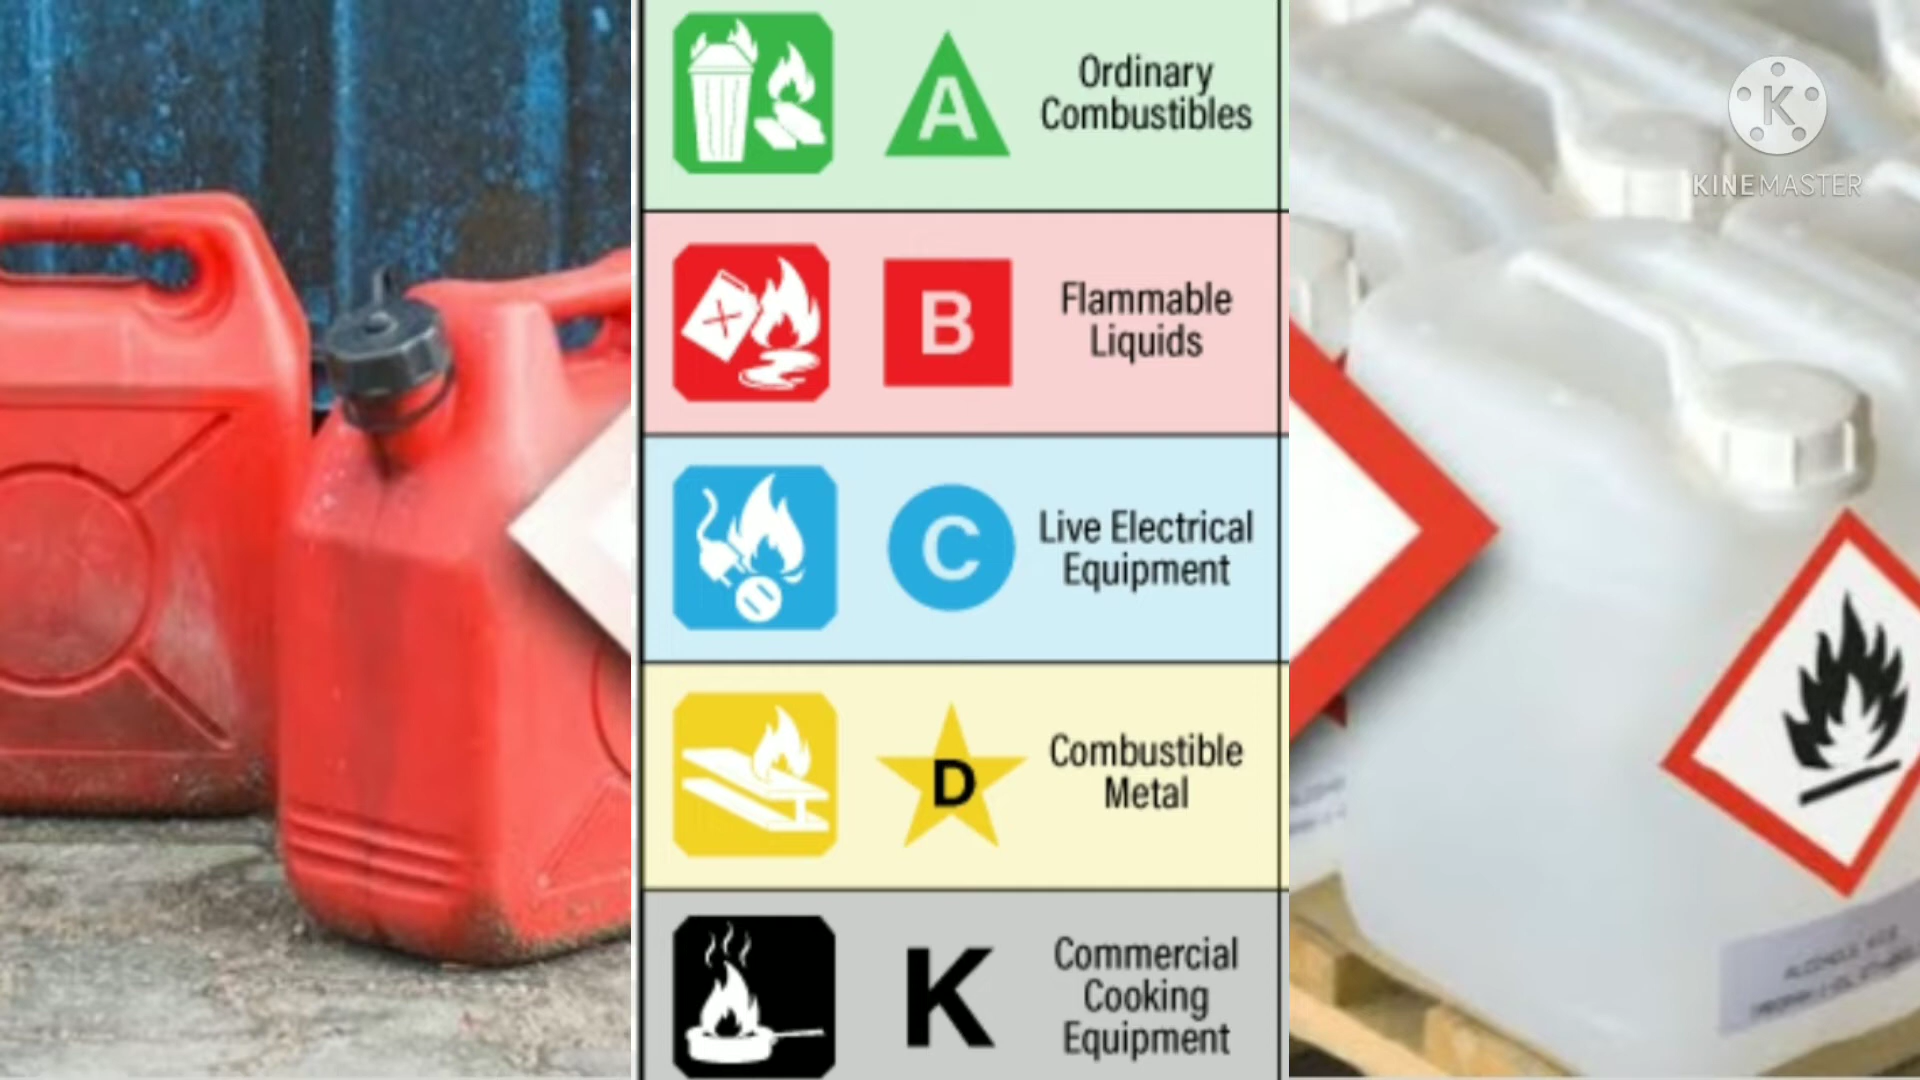 A
Ordinary
Combustibles
B
Flammable
Liquids
C
Live Electrical
Equipment
D
Combustible
Metal
K
Commercial
Cooking
Equipment
K
KINEMASTER